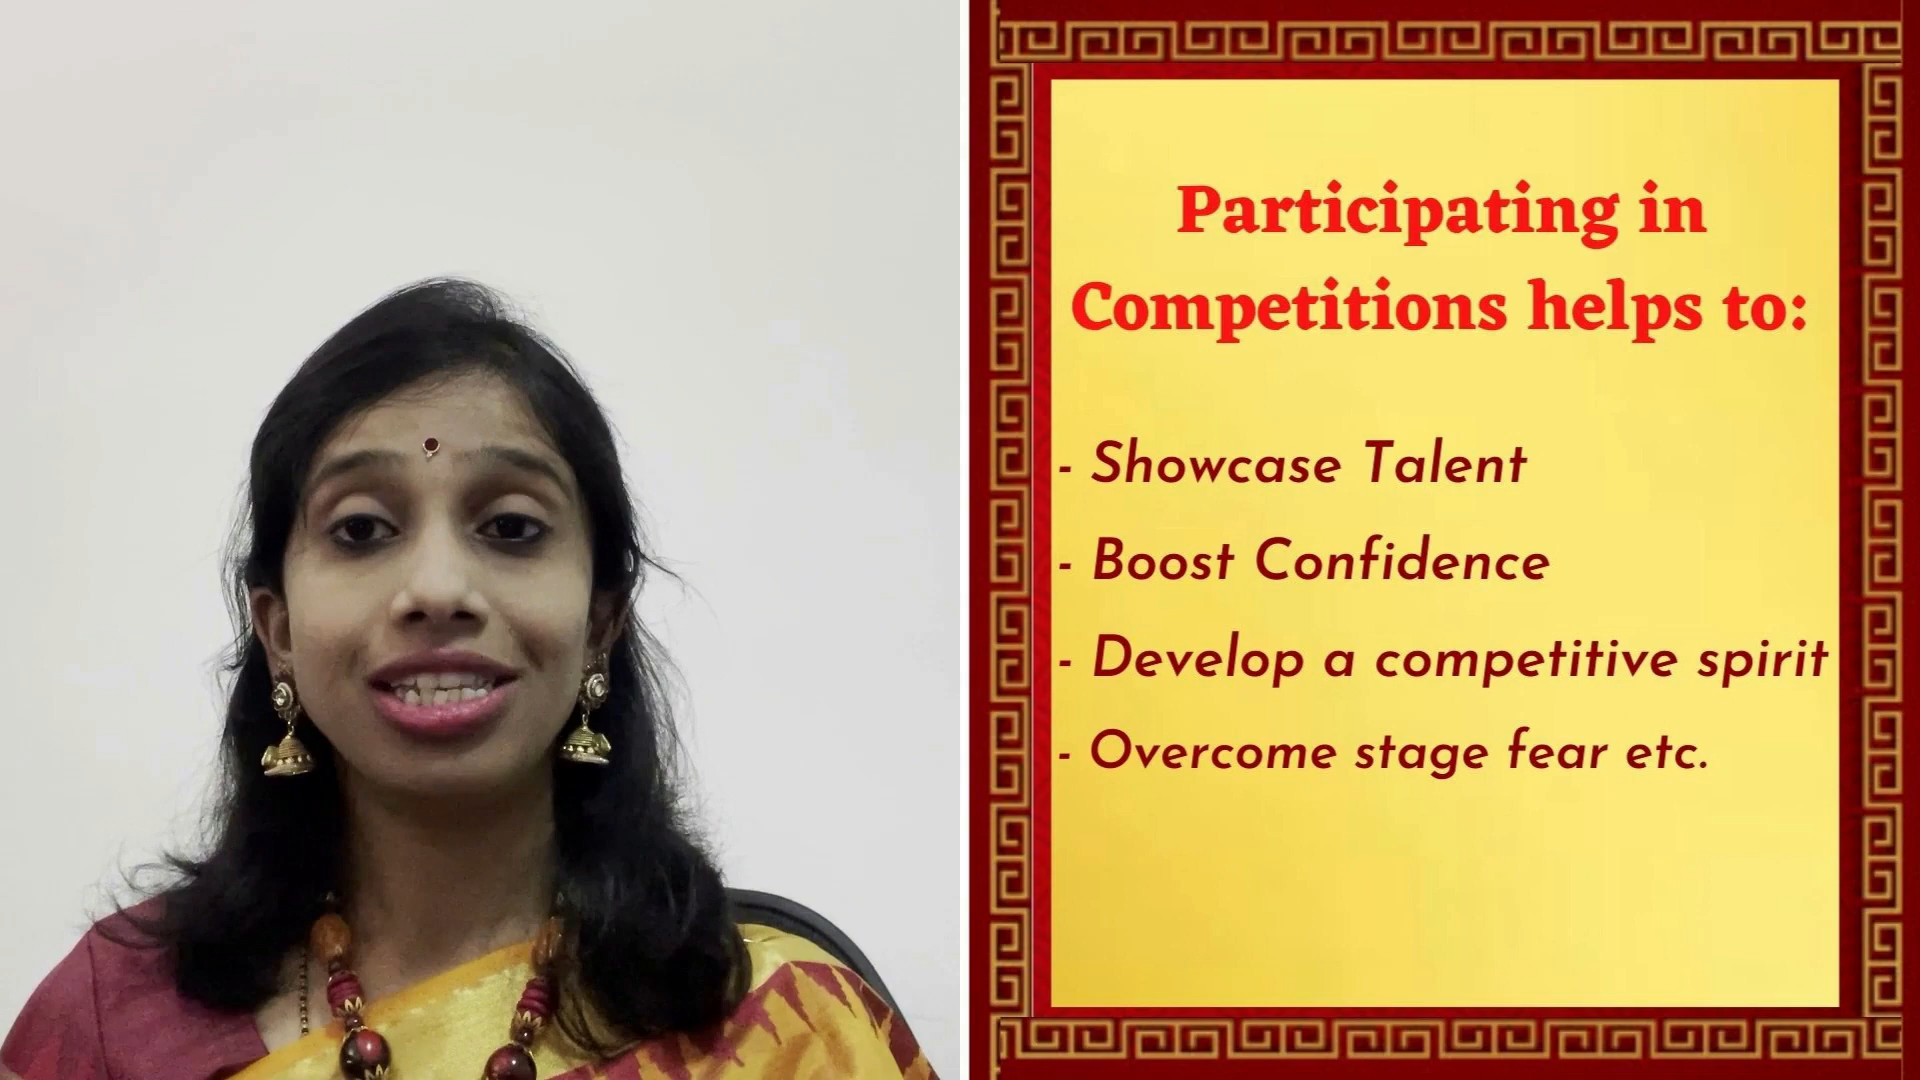 Participating in
Competitions helps to:
- Showcase Talent
- Boost Confidence
- Develop a competitive spirit
- Overcome stage fear etc.